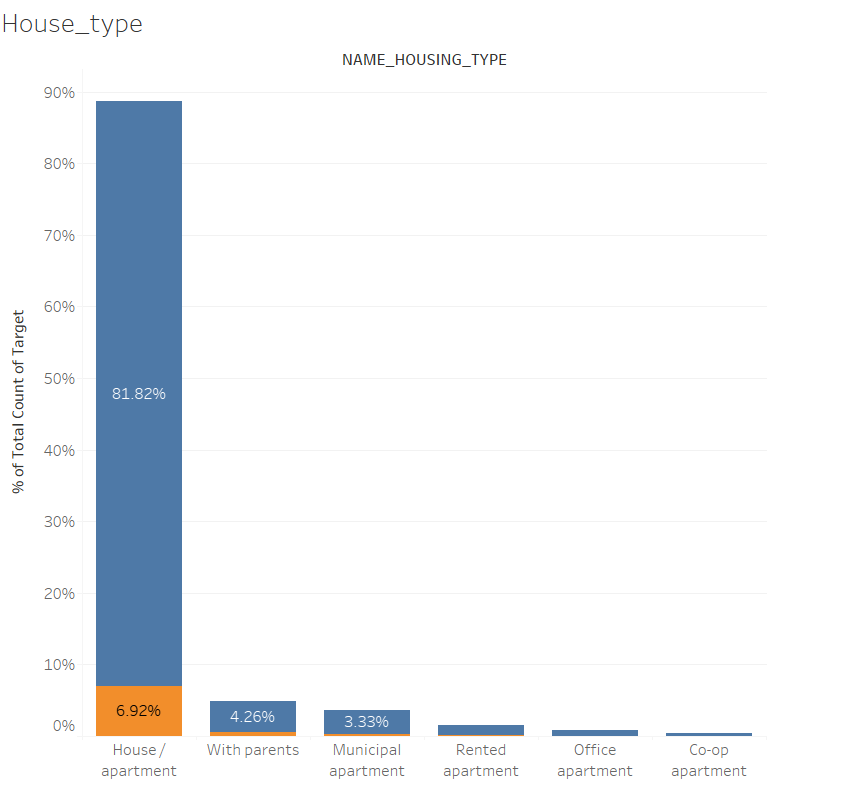 House_type
NAME_HOUSING_TYPE
% of Total Count of Target
90%
80%
70%
60%
50%
40%
30%
20%
10%
0%
81.82%
6.92%
4.26%
3.33%
House /
apartment
With parents
Municipal
apartment
Rented
apartment
Office
apartment
Co-op
apartment